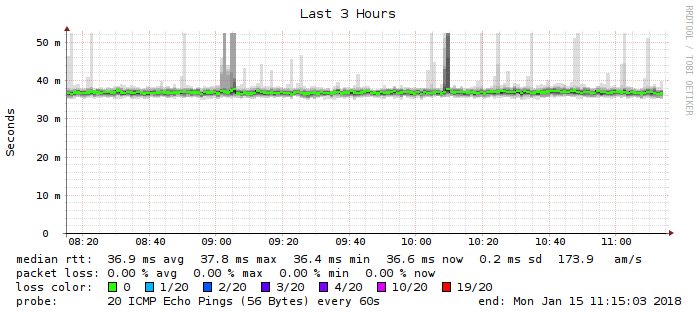 Last 3 Hours
RRDTOOL / TOBI OETIKER
Seconds
50 m
40 m
30 m
20 m
10 m
0
08:20 08:40 09:00 09:20 09:40 10:00 10:20 10:40 11:00
median rtt: 36.9 ms avg 37.8 ms max 36.4 ms min 36.6 ms now 0.2 ms sd 173.9 am/s
packet loss: 0.00 % avg 0.00 % max 0.00 % min 0.00 % now
loss color: 0 1/20 2/20 3/20 4/20 10/20 19/20
probe: 20 ICMP Echo Pings (56 Bytes) every 60s end: Mon Jan 15 11:15:03 2018